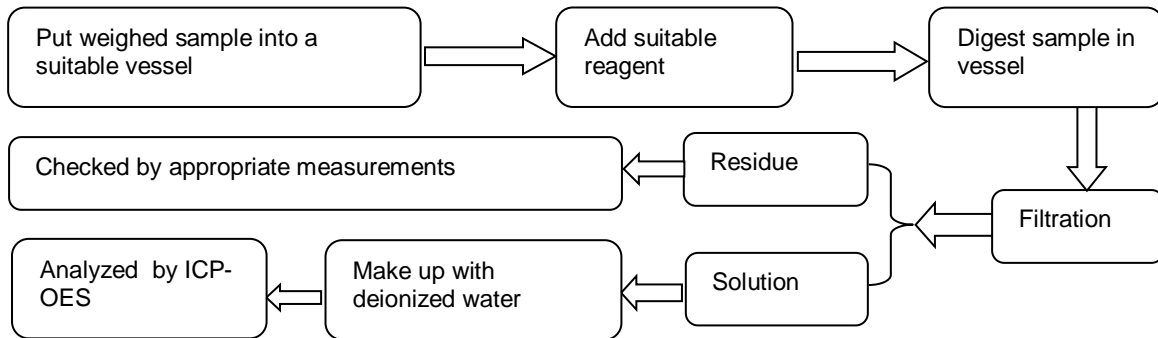 Put weighed sample into a
suitable vessel
Add suitable
reagent
Digest sample in
vessel
Checked by appropriate measurements
Residue
Filtration
Analyzed  by ICP-
OES
Make up with
deionized water
Solution